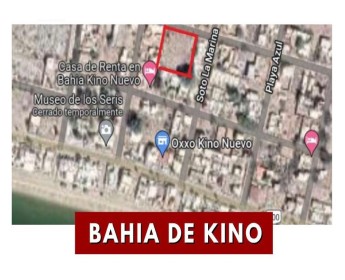 Casa de Renta en
Bahia Kino Nuevo
Soto La Marina
Playa Azul
Museo de los Seris
Cerrado temporalmente
Oxxo Kino Nuevo
00
BAHIA DE KINO